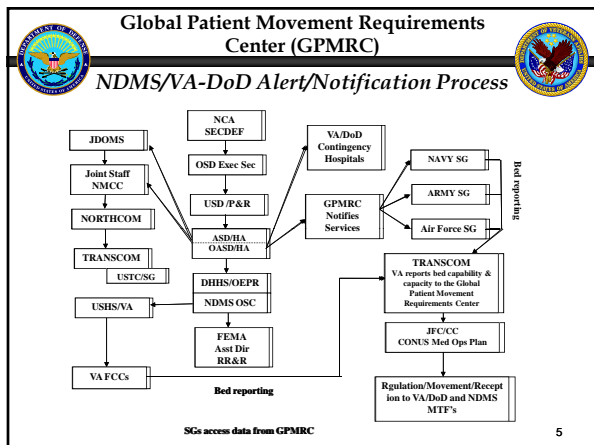 Global Patient Movement Requirements
Center (GPMRC)
NDMS/VA-DoD Alert/Notification Process
NCA
SECDEF
JDOMS
VA/DoD
Contingency
Hospitals
NAVY SG
Bed reporting
OSD Exec Sec
Joint Staff
NMCC
ARMY SG
USD /P&R
GPMRC
Notifies
Services
NORTHCOM
Air Force SG
ASD/HA
OASD/HA
TRANSCOM
USTC/SG
TRANSCOM
VA reports bed capability &
capacity to the Global
Patient Movement
Requirements Center
DHHS/OEPR
NDMS OSC
USHS/VA
FEMA
Asst Dir
RR&R
JFC/CC
CONUS Med Ops Plan
VA FCCs
Bed reporting
Rgulation/Movement/Recept
ion to VA/DoD and NDMS
MTF's
SGs access data from GPMRC
5